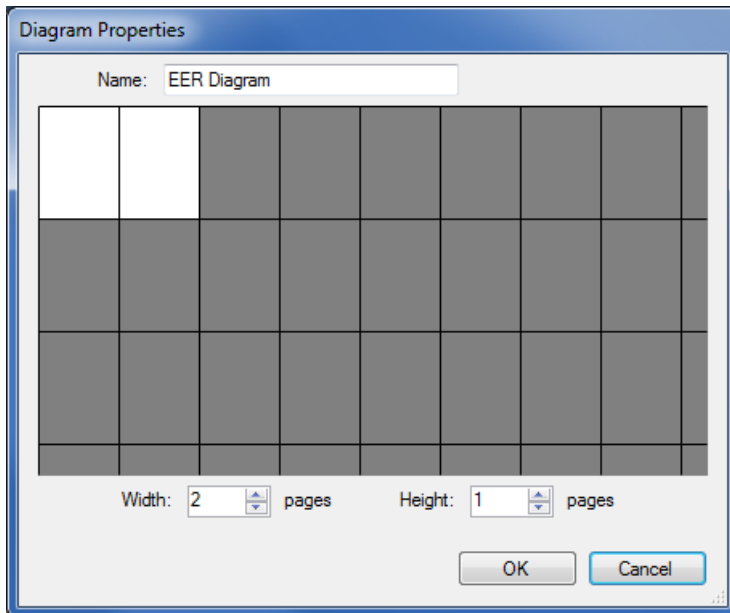 Diagram Properties
Name: EER Diagram
Width: 2 pages Height: 1 pages
OK Cancel